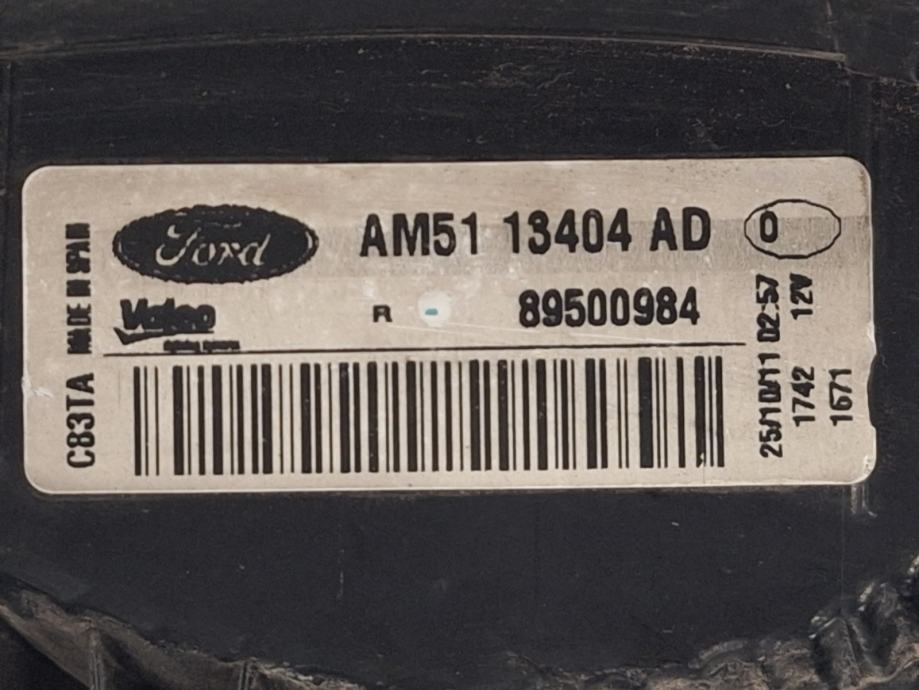 Ford
AM51 13404 AD
0
Valeo
R -
89500984
MADE IN SPAIN
C83TA
25/10/11 02:57
1742 12V
1671